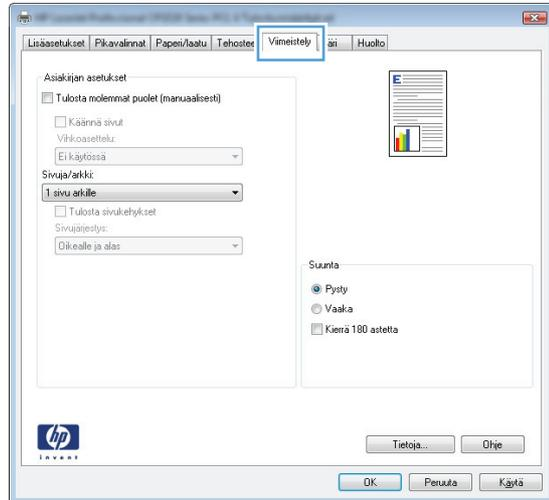 Lisäasetukset Pikavalinnat Paperi/laatu Tehosteet Viimeistely äri Huolto
Asiakirjan asetukset
Tulosta molemmat puolet (manuaalisesti)
Käännä sivut
Vihkoasettelu:
Ei käytössä
Sivuja/arkki:
1 sivu arkille
Tulosta sivukehykset
Sivujärjestys:
Oikealle ja alas
E
Suunta
Pysty
Vaaka
Kierrä 180 astetta
hp
invent
Tietoja... Ohje
OK Peruuta Käytä